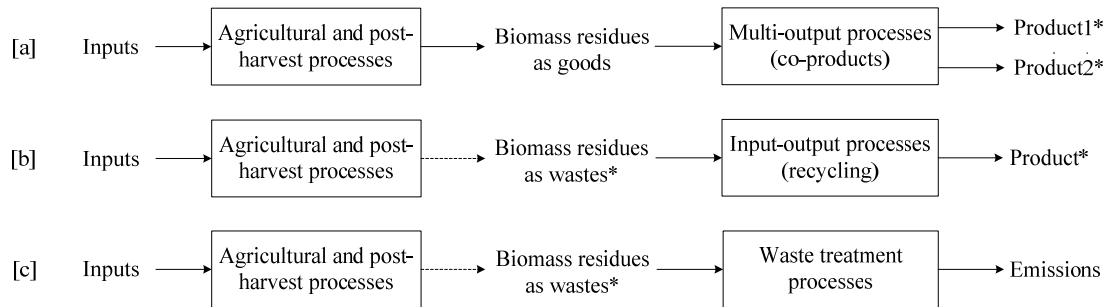 [a]
Inputs
Agricultural and post-
harvest processes
Biomass residues
as goods
Multi-output processes
(co-products)
Product1*
Product2*
[b]
Inputs
Agricultural and post-
harvest processes
Biomass residues
as wastes*
Input-output processes
(recycling)
Product*
[c]
Inputs
Agricultural and post-
harvest processes
Biomass residues
as wastes*
Waste treatment
processes
Emissions